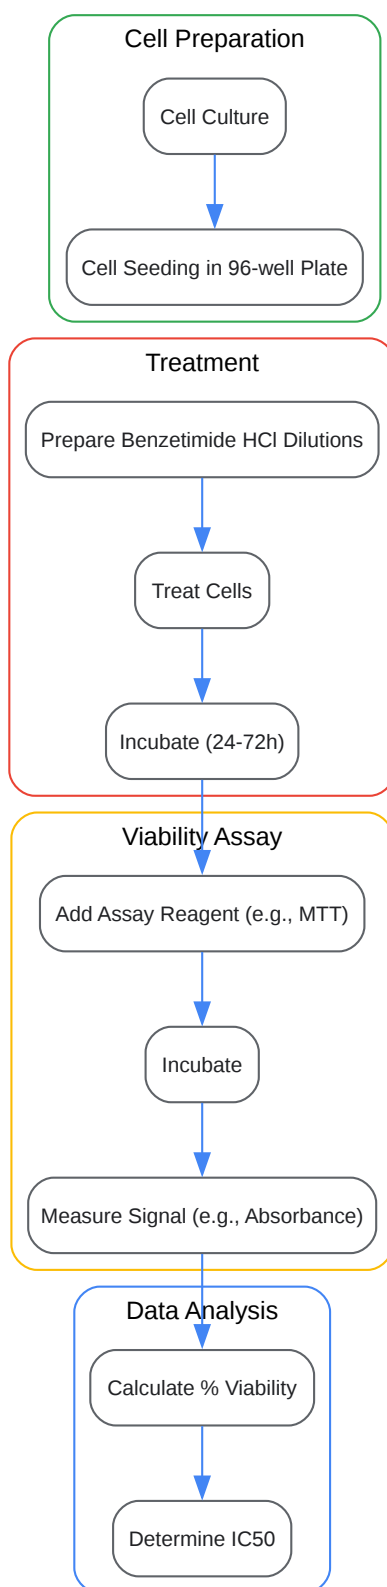 Cell Preparation
Cell Culture
Cell Seeding in 96-well Plate
Treatment
Prepare Benzetimide HCl Dilutions
Treat Cells
Incubate (24-72h)
Viability Assay
Add Assay Reagent (e.g., MTT)
Incubate
Measure Signal (e.g., Absorbance)
Data Analysis
Calculate % Viability
Determine IC50